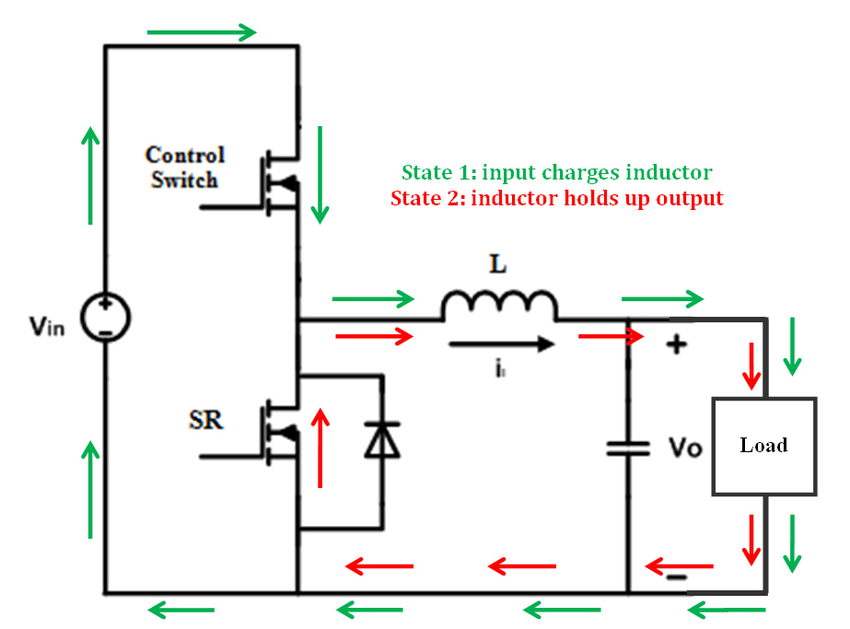 Control
Switch
State 1: input charges inductor
State 2: inductor holds up output
L
Vin
+
-
+
i
SR
Vo
Load
-